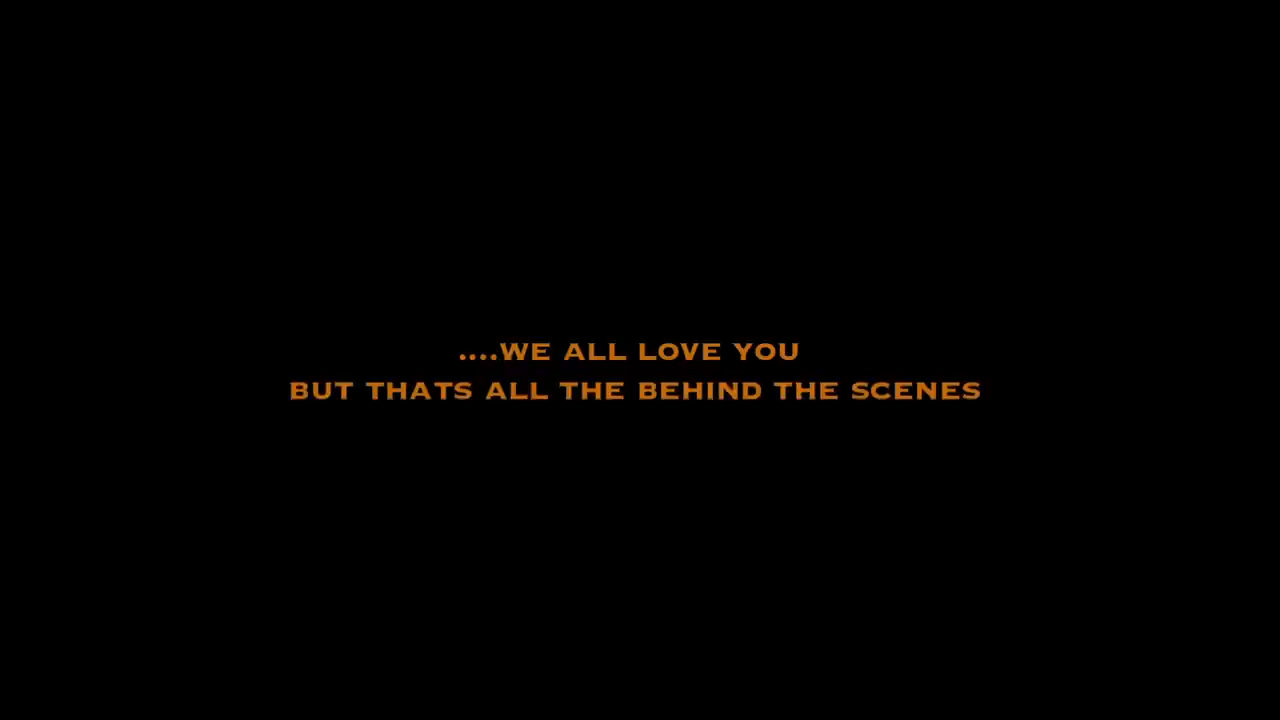 ....WE ALL LOVE YOU
BUT THATS ALL THE BEHIND THE SCENES